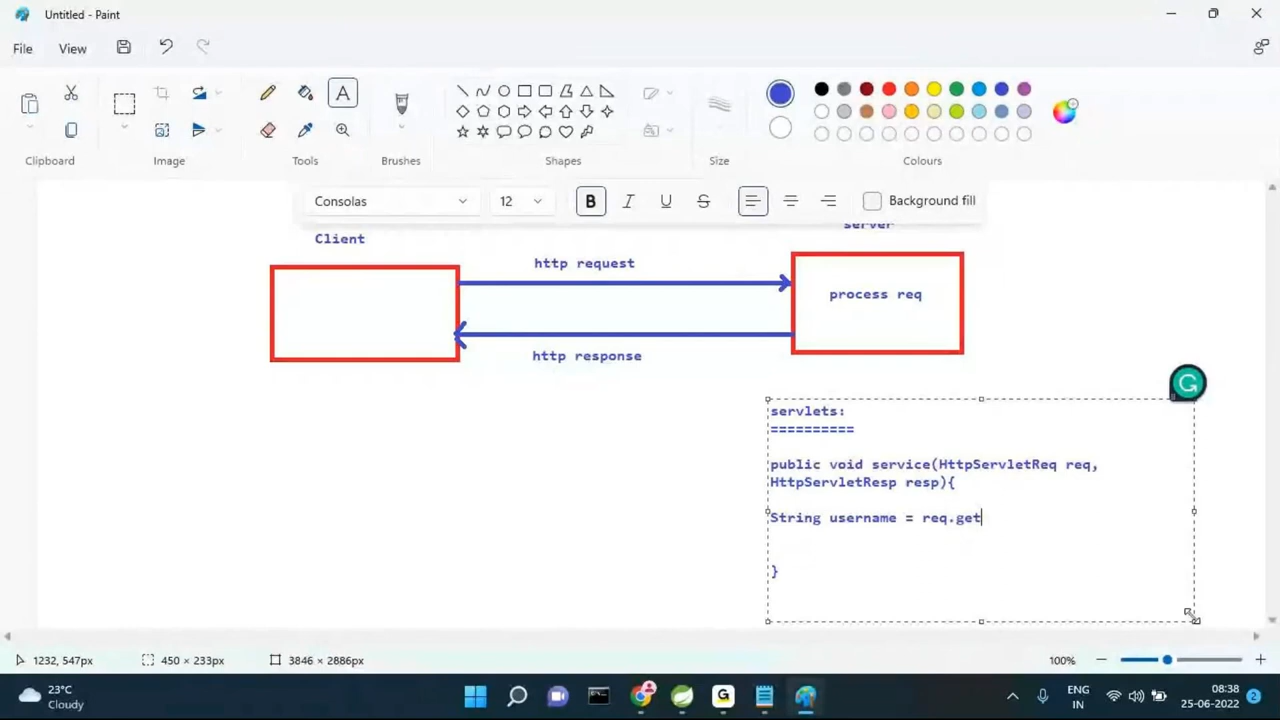 Untitled - Paint
File
View
Clipboard
Image
Tools
Brushes
Shapes
Size
Colours
Consolas
12
B
I
U
S
Background fill
Client
server
http request
process req
http response
servlets:
==========
public void service(HttpServletReq req,
HttpServletResp resp){
String username = req.get
}
1232, 547px
450 × 233px
3846 × 2886px
100%
23°C
Cloudy
ENG
IN
08:38
25-06-2022
2